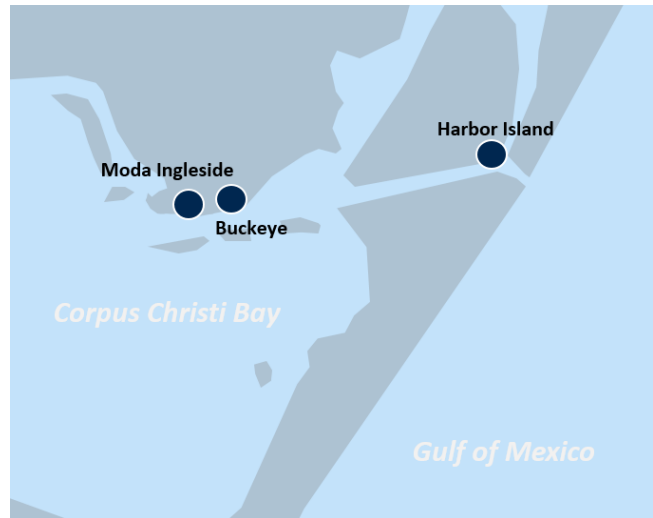 Harbor Island
Moda Ingleside
Buckeye
Corpus Christi Bay
Gulf of Mexico